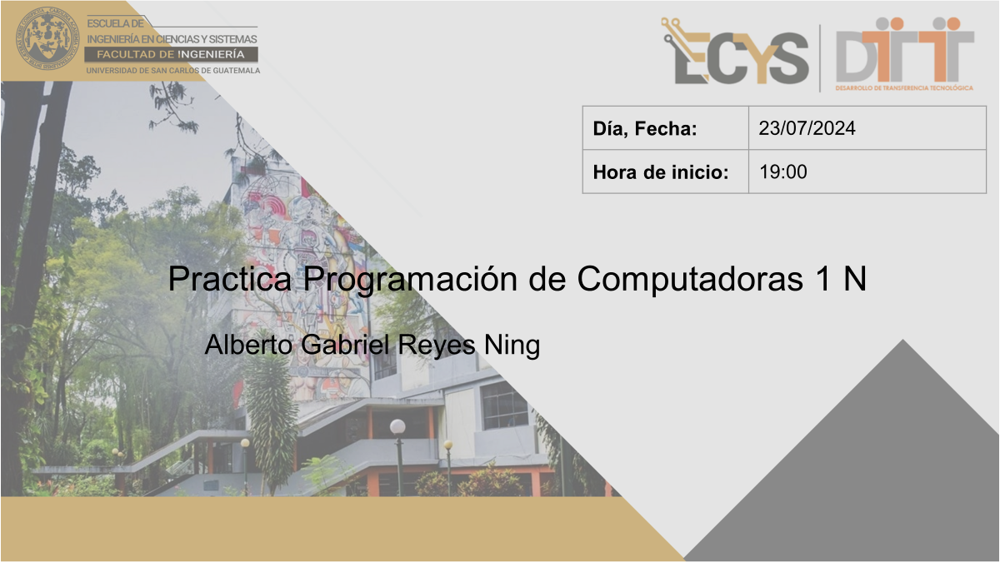 ESCUELA DE
INGENIERÍA EN CIENCIAS Y SISTEMAS
FACULTAD DE INGENIERÍA
UNIVERSIDAD DE SAN CARLOS DE GUATEMALA
ECYS
DTT
DESARROLLO DE TRANSFERENCIA TECNOLÓGICA
Día, Fecha: 23/07/2024
Hora de inicio: 19:00
Practica Programación de Computadoras 1 N
Alberto Gabriel Reyes Ning